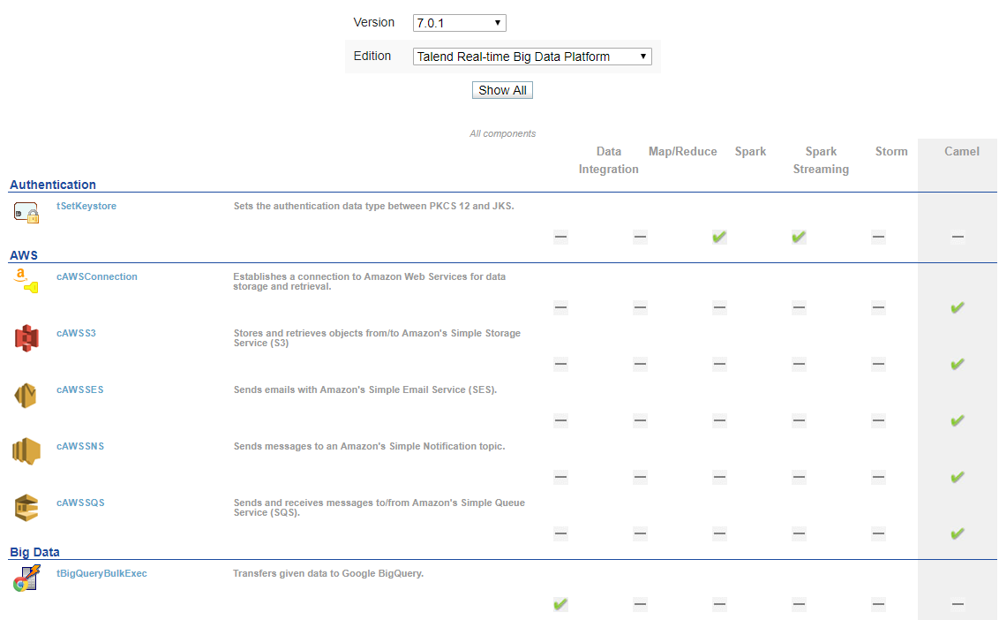 Version 7.0.1
Edition Talend Real-time Big Data Platform
Show All
All components
Data Map/Reduce Spark Spark Storm Camel
Integration Streaming
Authentication
tSetKeystore Sets the authentication data type between PKCS 12 and JKS.
AWS
cAWSConnection Establishes a connection to Amazon Web Services for data
storage and retrieval.
cAWSS3 Stores and retrieves objects from/to Amazon's Simple Storage
Service (S3)
cAWSSES Sends emails with Amazon's Simple Email Service (SES).
cAWSSNS Sends messages to an Amazon's Simple Notification topic.
cAWSSQS Sends and receives messages to/from Amazon's Simple Queue
Service (SQS).
Big Data
tBigQueryBulkExec Transfers given data to Google BigQuery.